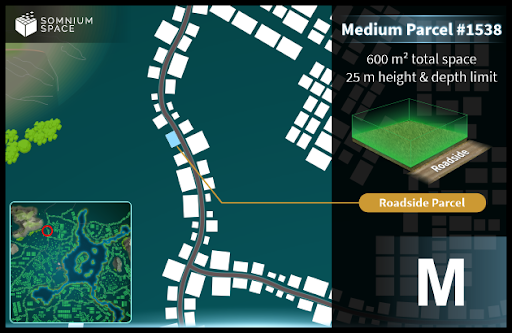 SOMNIUM
SPACE
Medium Parcel #1538
600 m² total space
25 m height & depth limit
Roadside
Roadside Parcel
M